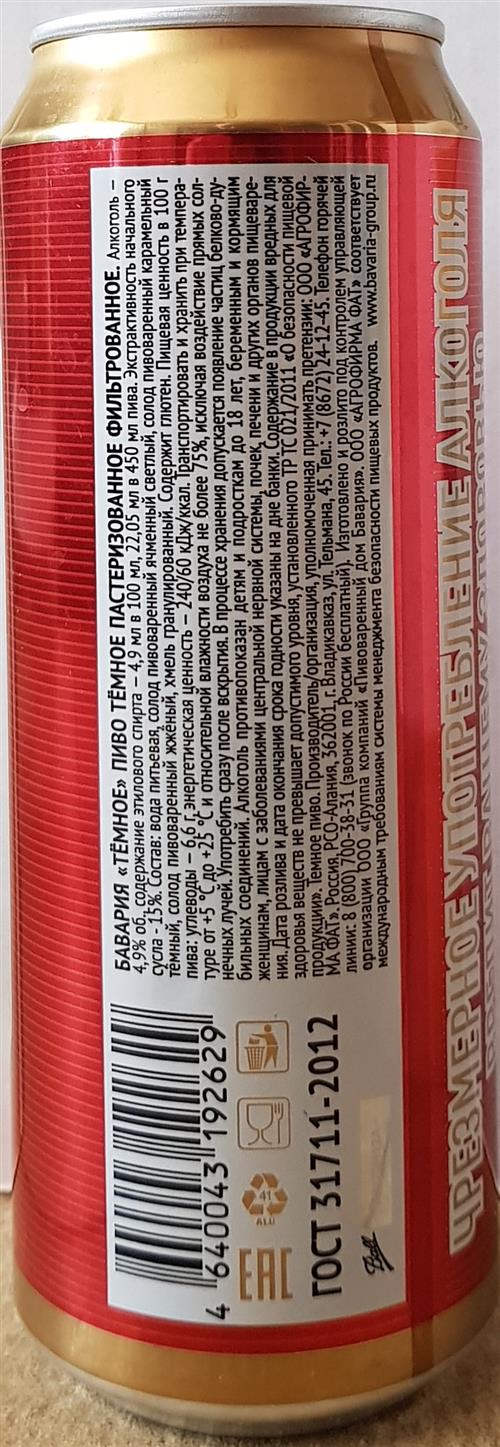 БАВАРИЯ «ТЁМНОЕ» ПИВО ТЁМНОЕ ПАСТЕРИЗОВАННОЕ ФИЛЬТРОВАННОЕ. Алкоголь –
4,9% об, содержание этилового спирта – 4,9 мл в 100 мл, 22,05 мл в 450 мл пива. Экстрактивность начального
сусла -15%. Состав: вода питьевая, солод пивоваренный ячменный светлый, солод пивоваренный карамельный
тёмный, солод пивоваренный жжёный, хмель гранулированный. Содержит глютен. Пищевая ценность в 100 г
пива: углеводы – 6,6 г, энергетическая ценность – 240/60 кДж/ккал. Транспортировать и хранить при темпера-
туре от +5 °С до +25 °С и относительной влажности воздуха не более 75%, исключая воздействие прямых сол-
нечных лучей. Употребить сразу после вскрытия. В процессе хранения допускается появление частиц белково-ду-
бильных соединений. Алкоголь противопоказан детям и подросткам до 18 лет, беременным и кормящим
женщинам, лицам с заболеваниями центральной нервной системы, почек, печени и других органов пищеваре-
ния. Дата розлива и дата окончания срока годности указаны на дне банки. Содержание в продукции вредных для
здоровья веществ не превышает допустимого уровня, установленного ТР ТС 021/2011 «О безопасности пищевой
продукции». Темное пиво. Производитель/организация, уполномоченная принимать претензии: ООО «АГРОФИР-
МА ФАТ». Россия, РСО-Алания, 362001, г. Владикавказ, ул. Тельмана, 45. Тел.: +7 (8672) 24-12-45. Телефон горячей
линии: 8 (800) 700-38-31 (звонок по России бесплатный). Изготовлено и розлито под контролем управляющей
организации ООО «Группа компаний «Пивоваренный дом Бавария». ООО «АГРОФИРМА ФАТ» соответствует
международным требованиям системы менеджмента безопасности пищевых продуктов. www.bavaria-group.ru
4 640043 192629
41
ALU
EAC
ГОСТ 31711-2012
Ball
ЧРЕЗМЕРНОЕ УПОТРЕБЛЕНИЕ АЛКОГОЛЯ